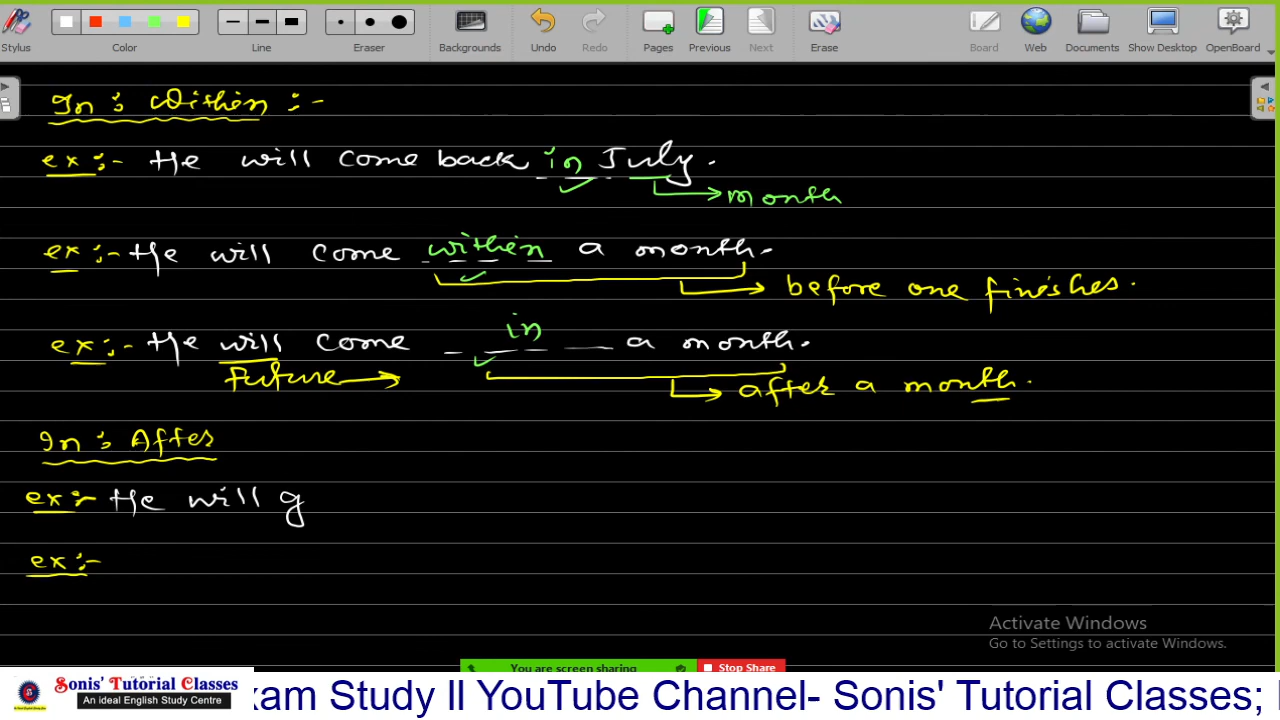 Stylus Color Line Eraser Backgrounds Undo Redo Pages Previous Next Erase Board Web Documents Show Desktop OpenBoard
In : Within :-
ex :- He will come back in July.
month
ex :- He will come within a month.
before one finishes.
ex :- He will come in a month.
Future
after a month.
In : After
ex :- He will g
ex :-
Activate Windows
Go to Settings to activate Windows.
You are screen sharing Stop Share
Sonis' Tutorial Classes
An ideal English Study Centre
xam Study ll YouTube Channel- Sonis' Tutorial Classes;